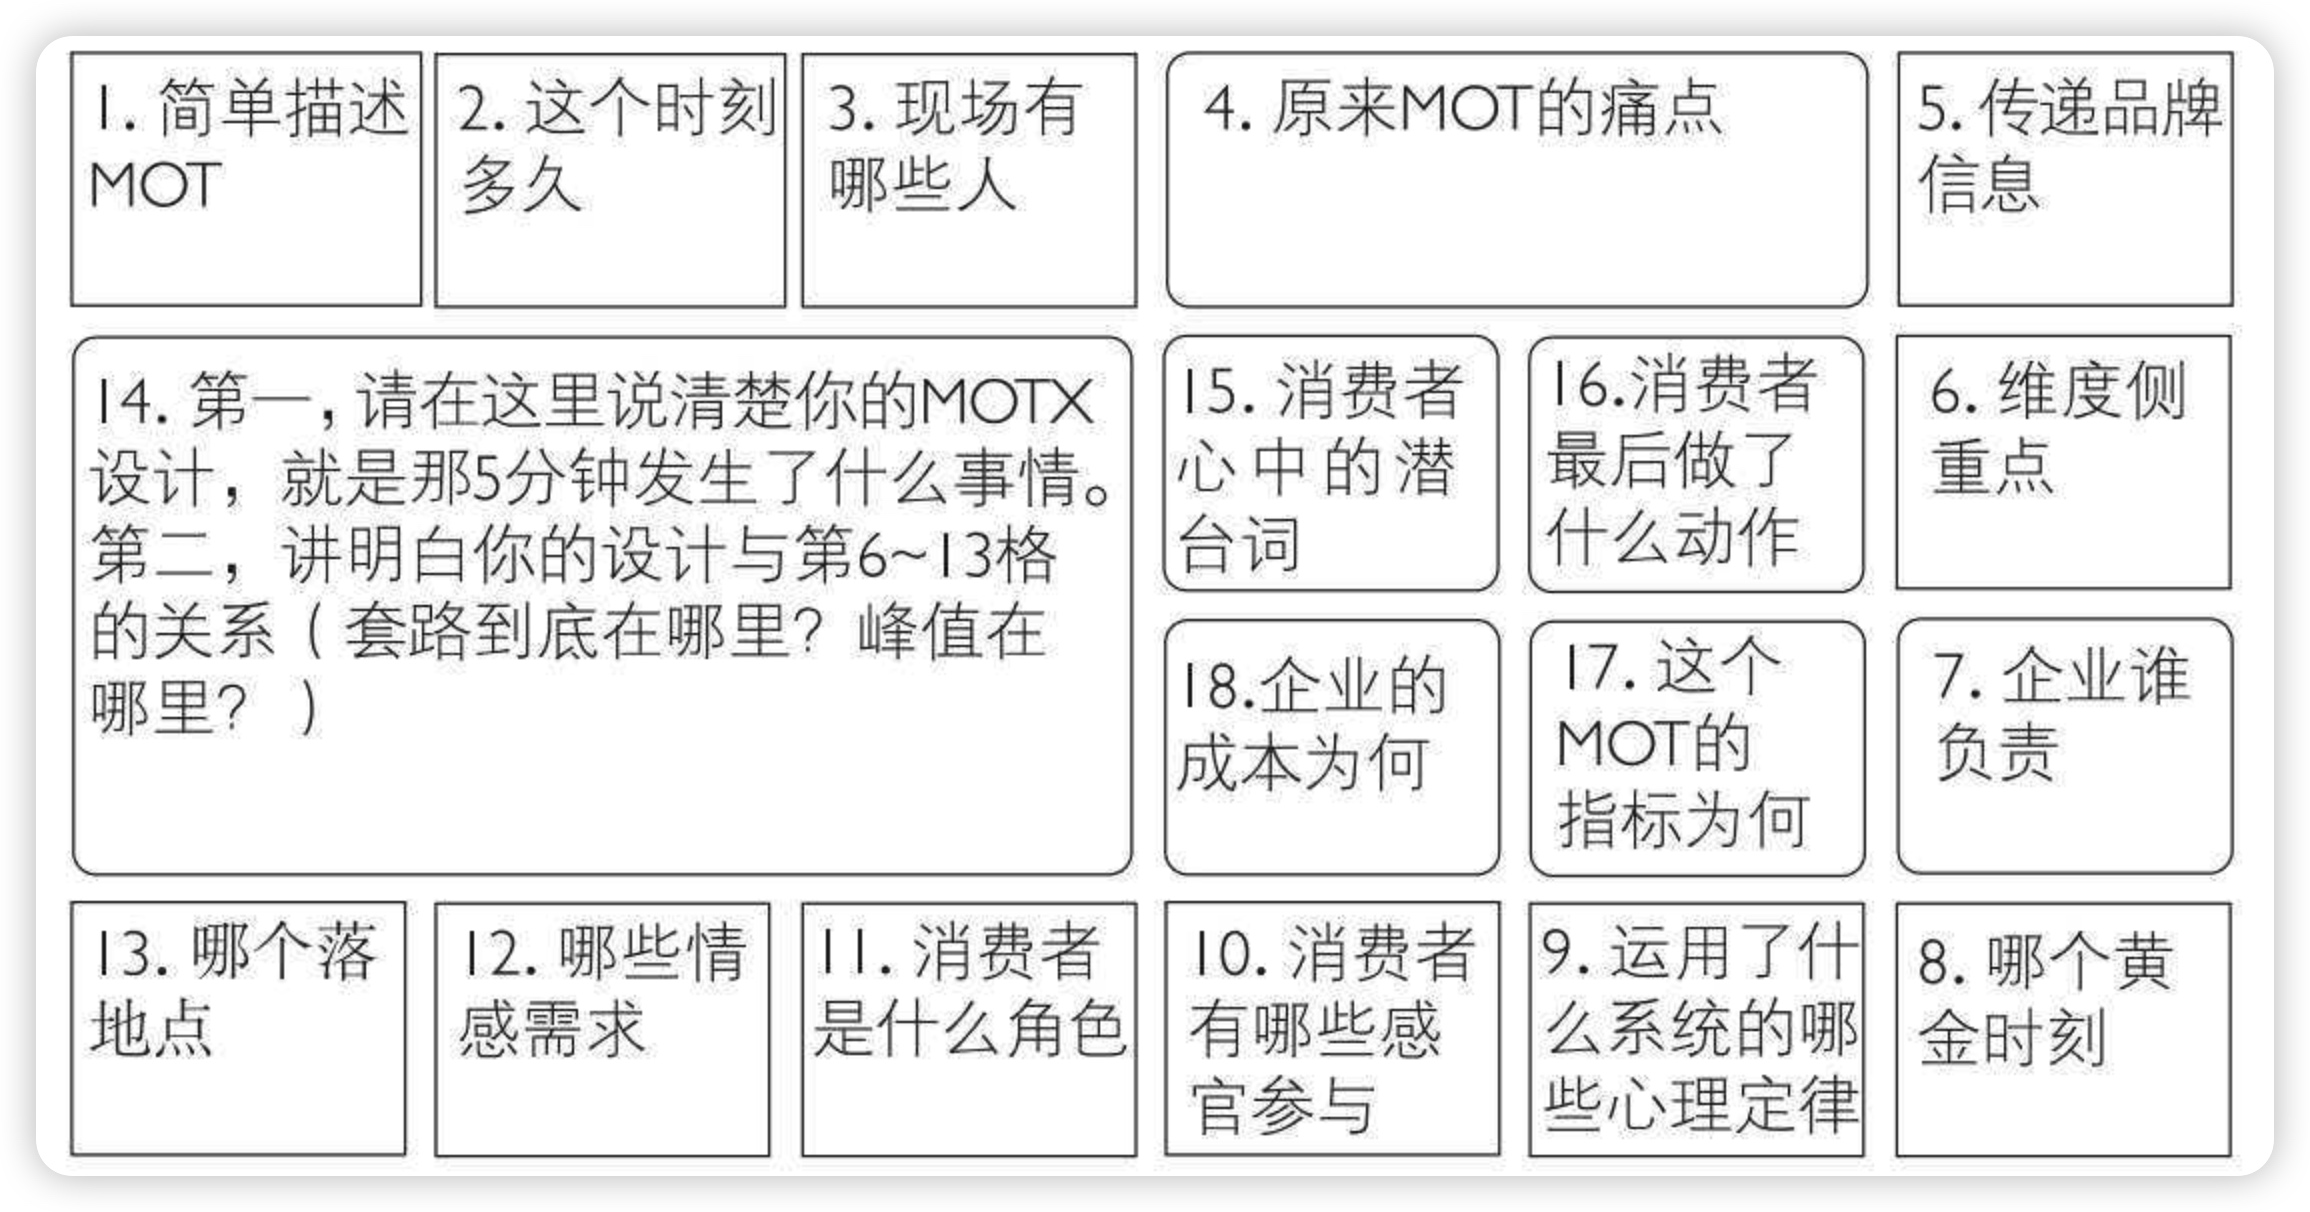 1. 简单描述
MOT
2. 这个时刻
多久
3. 现场有
哪些人
4. 原来MOT的痛点
5. 传递品牌
信息
14. 第一，请在这里说清楚你的MOTX
设计，就是那5分钟发生了什么事情。
第二，讲明白你的设计与第6~13格
的关系（套路到底在哪里？峰值在
哪里？）
15. 消费者
心中的潜
台词
16.消费者
最后做了
什么动作
6. 维度侧
重点
18.企业的
成本为何
17. 这个
MOT的
指标为何
7. 企业谁
负责
13. 哪个落
地点
12. 哪些情
感需求
11. 消费者
是什么角色
10. 消费者
有哪些感
官参与
9. 运用了什
么系统的哪
些心理定律
8. 哪个黄
金时刻